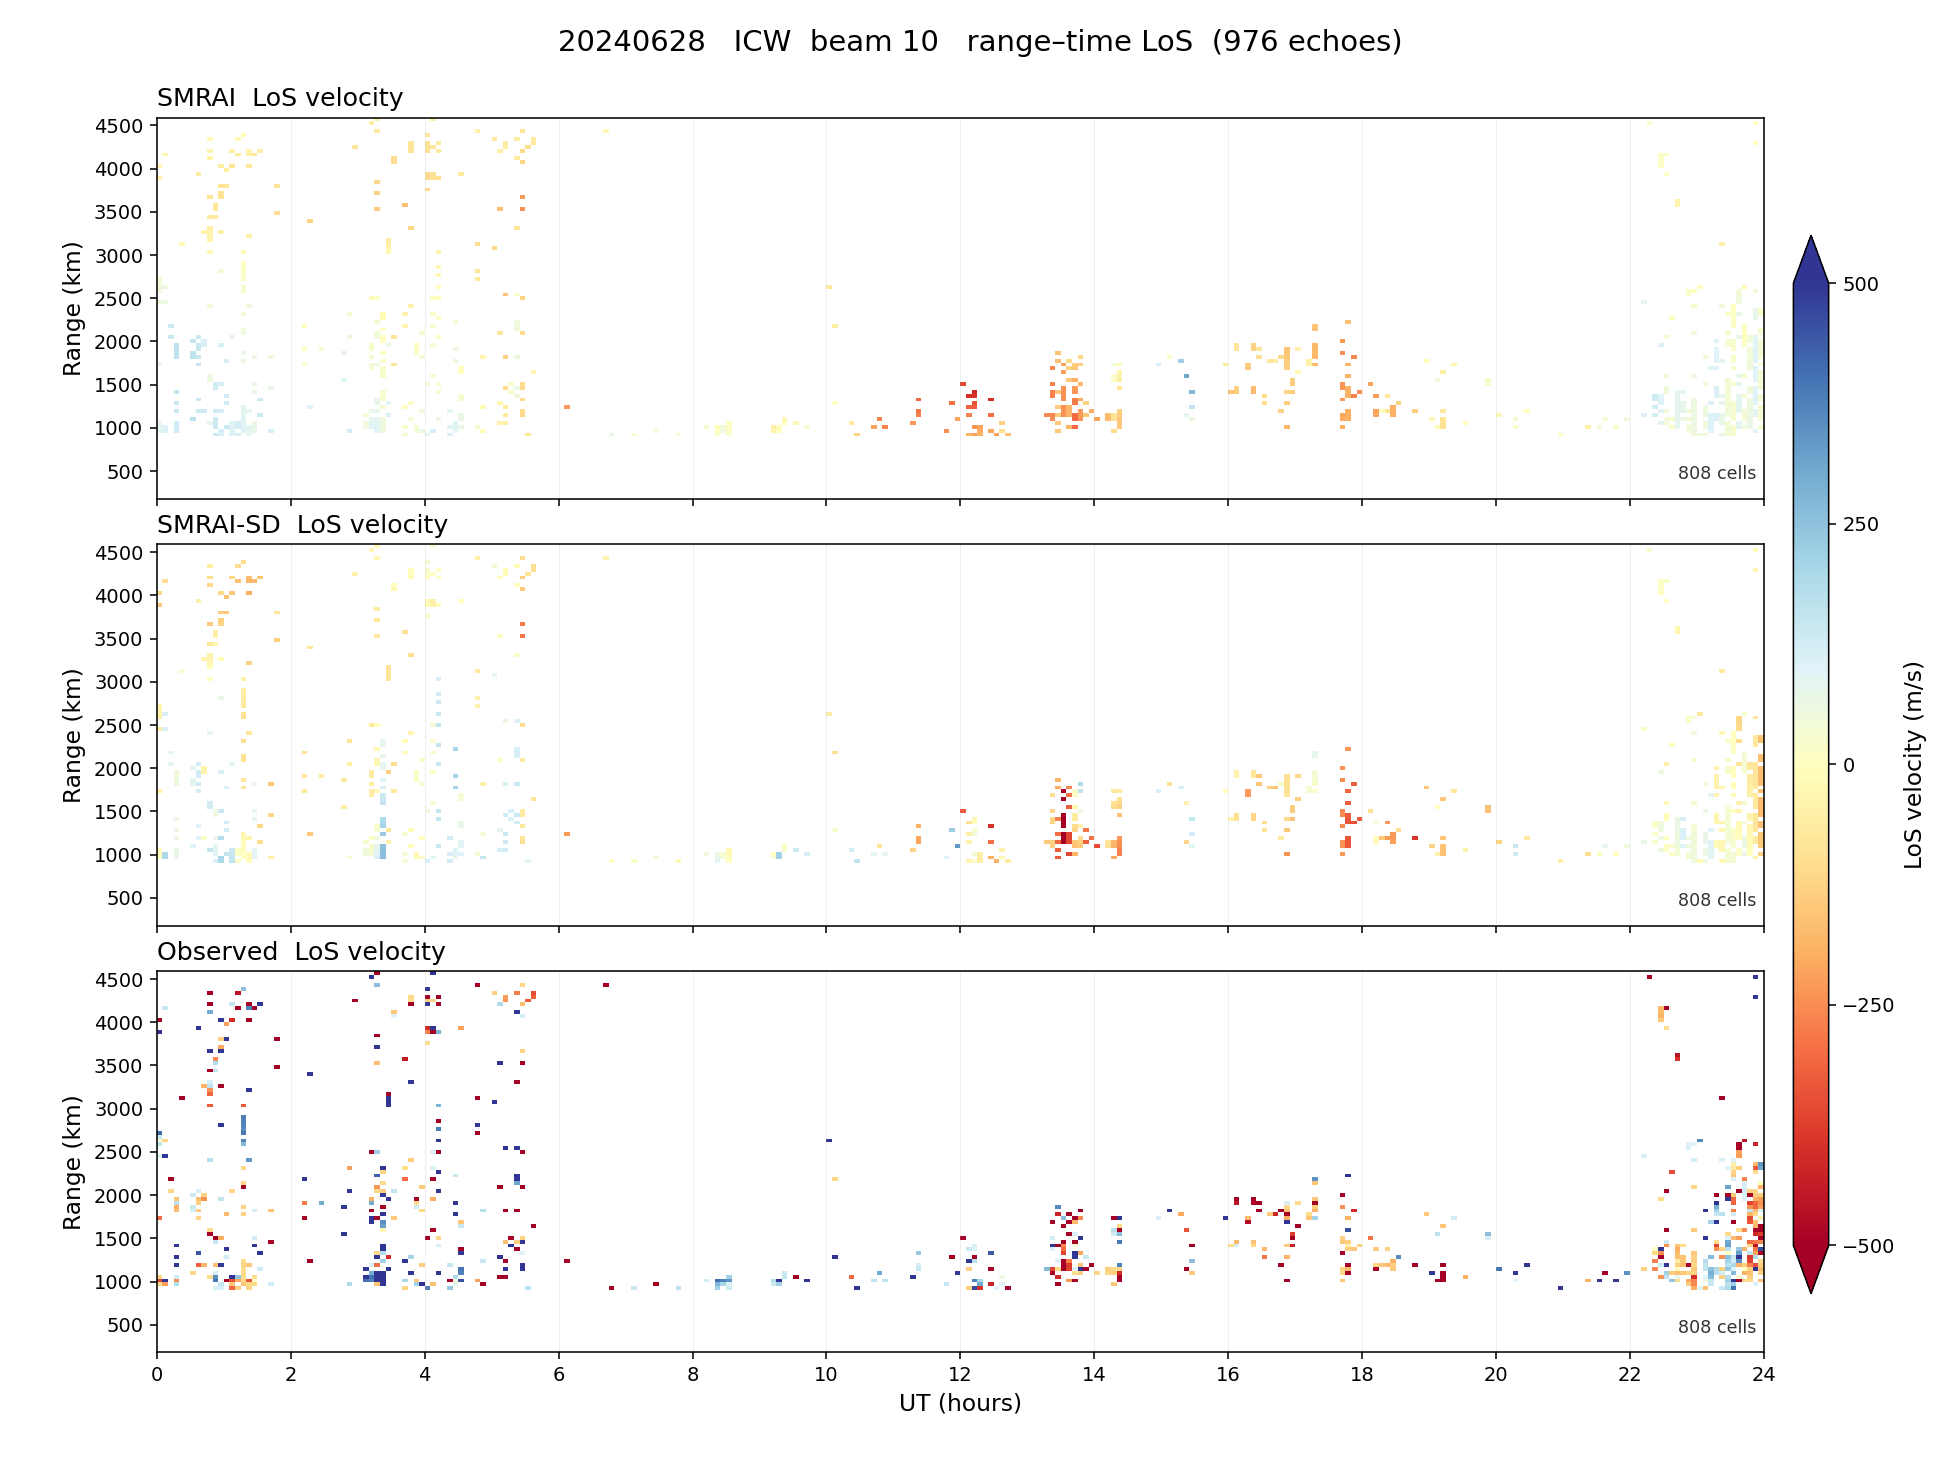 20240628 ICW beam 10 range–time LoS (976 echoes)
SMRAI LoS velocity
4500
4000
3500
3000
2500
2000
1500
1000
500
Range (km)
808 cells
SMRAI-SD LoS velocity
4500
4000
3500
3000
2500
2000
1500
1000
500
Range (km)
808 cells
Observed LoS velocity
4500
4000
3500
3000
2500
2000
1500
1000
500
Range (km)
808 cells
0 2 4 6 8 10 12 14 16 18 20 22 24
UT (hours)
500
250
0
−250
−500
LoS velocity (m/s)